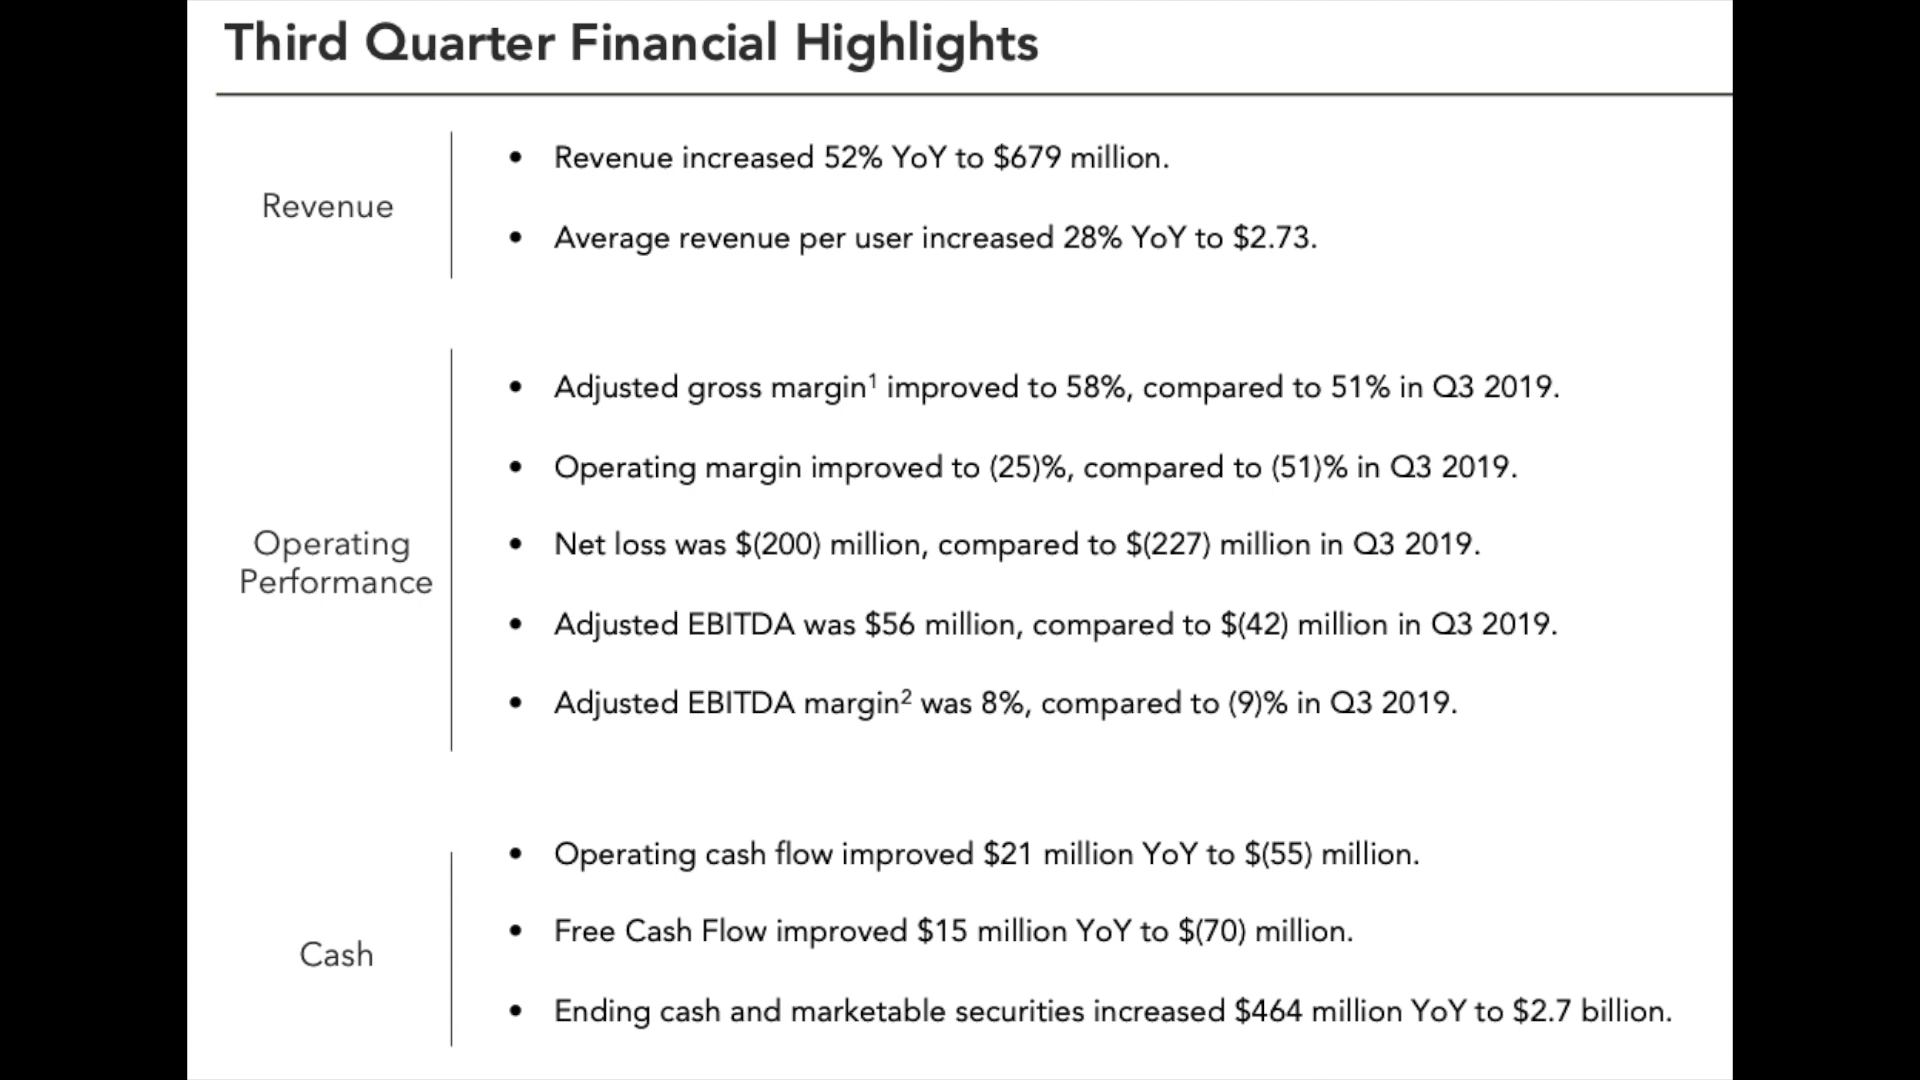 Third Quarter Financial Highlights
Revenue
• Revenue increased 52% YoY to $679 million.
• Average revenue per user increased 28% YoY to $2.73.
Operating
Performance
• Adjusted gross margin¹ improved to 58%, compared to 51% in Q3 2019.
• Operating margin improved to (25)%, compared to (51)% in Q3 2019.
• Net loss was $(200) million, compared to $(227) million in Q3 2019.
• Adjusted EBITDA was $56 million, compared to $(42) million in Q3 2019.
• Adjusted EBITDA margin² was 8%, compared to (9)% in Q3 2019.
Cash
• Operating cash flow improved $21 million YoY to $(55) million.
• Free Cash Flow improved $15 million YoY to $(70) million.
• Ending cash and marketable securities increased $464 million YoY to $2.7 billion.